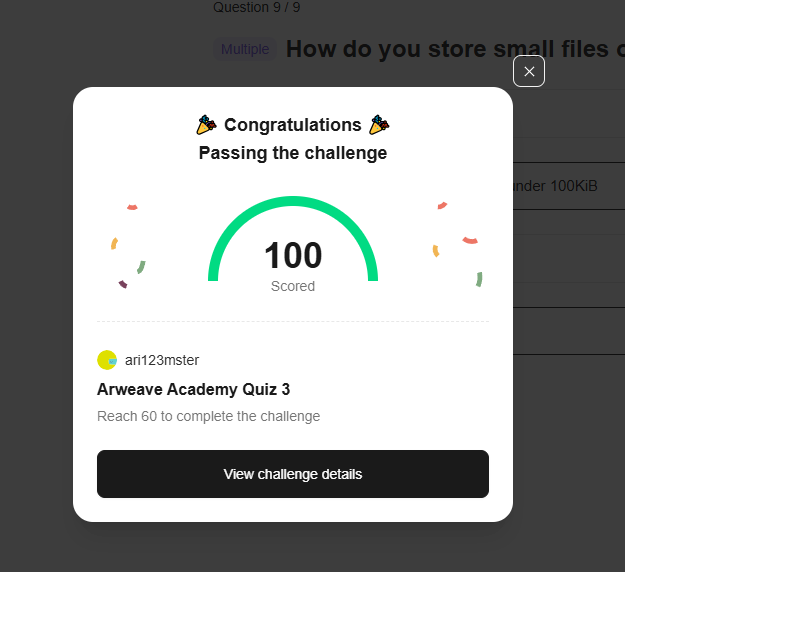 Question 9 / 9
Multiple How do you store small files
Congratulations
Passing the challenge
under 100KiB
100
Scored
ari123mster
Arweave Academy Quiz 3
Reach 60 to complete the challenge
View challenge details